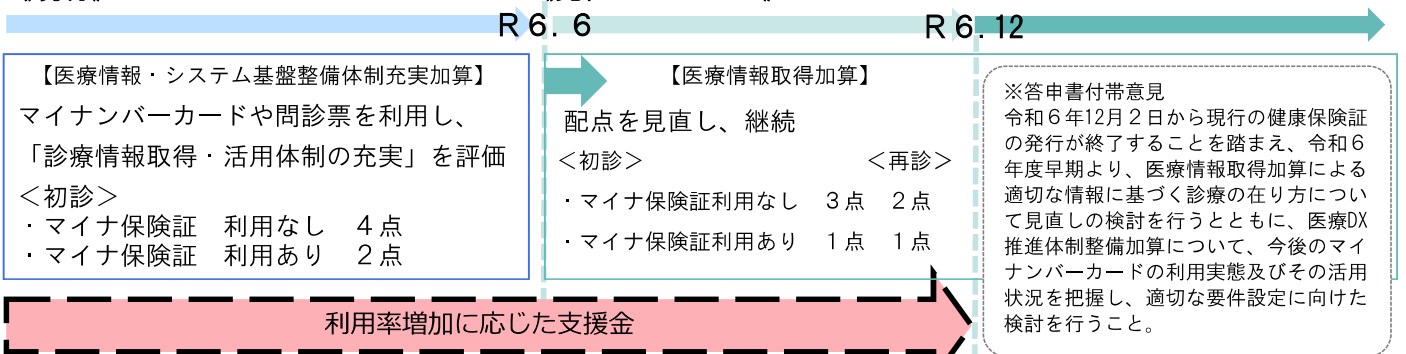 R6.6
R6.12
【医療情報・システム基盤整備体制充実加算】
マイナンバーカードや問診票を利用し、
「診療情報取得・活用体制の充実」を評価
<初診>
・マイナ保険証 利用なし 4点
・マイナ保険証 利用あり 2点
【医療情報取得加算】
配点を見直し、継続
<初診> <再診>
・マイナ保険証利用なし 3点 2点
・マイナ保険証利用あり 1点 1点
※答申書付帯意見
令和6年12月2日から現行の健康保険証
の発行が終了することを踏まえ、令和6
年度早期より、医療情報取得加算による
適切な情報に基づく診療の在り方につい
て見直しの検討を行うとともに、医療DX
推進体制整備加算について、今後のマイ
ナンバーカードの利用実態及びその活用
状況を把握し、適切な要件設定に向けた
検討を行うこと。
利用率増加に応じた支援金